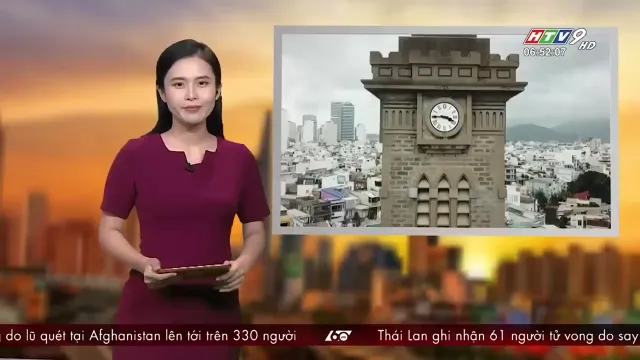 HTV9 HD
06:52:07
do lũ quét tại Afghanistan lên tới trên 330 người 60 Thái Lan ghi nhận 61 người tử vong do say